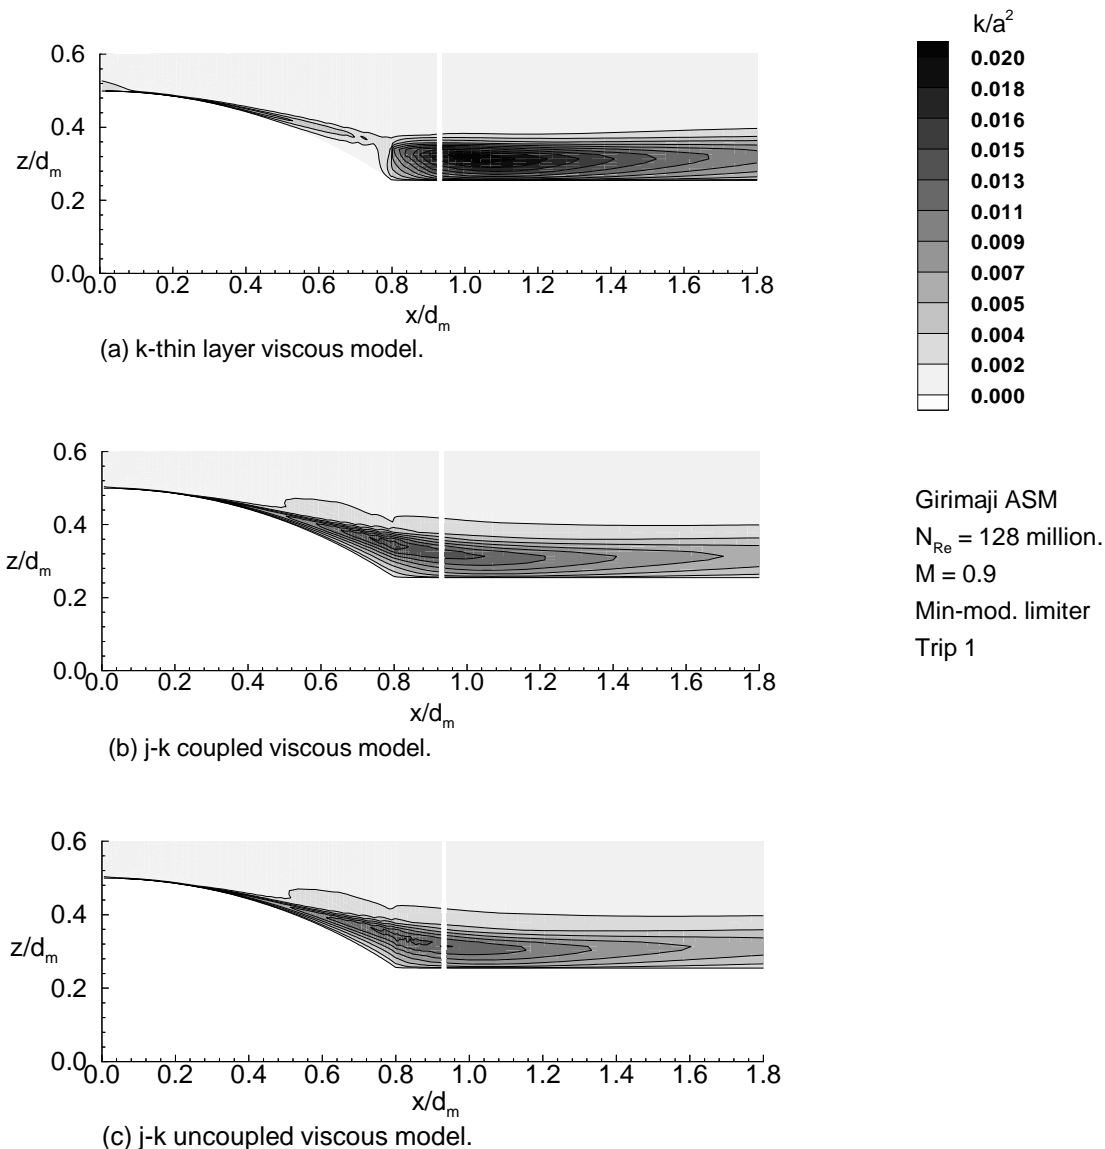 k/a²
0.020
0.018
0.016
0.015
0.013
0.011
0.009
0.007
0.005
0.004
0.002
0.000
0.6
0.4
z/dₘ
0.2
0.0
0.0 0.2 0.4 0.6 0.8 1.0 1.2 1.4 1.6 1.8
x/dₘ
(a) k-thin layer viscous model.
0.6
0.4
z/dₘ
0.2
0.0
0.0 0.2 0.4 0.6 0.8 1.0 1.2 1.4 1.6 1.8
x/dₘ
(b) j-k coupled viscous model.
Girimaji ASM
N_Re = 128 million.
M = 0.9
Min-mod. limiter
Trip 1
0.6
0.4
z/dₘ
0.2
0.0
0.0 0.2 0.4 0.6 0.8 1.0 1.2 1.4 1.6 1.8
x/dₘ
(c) j-k uncoupled viscous model.